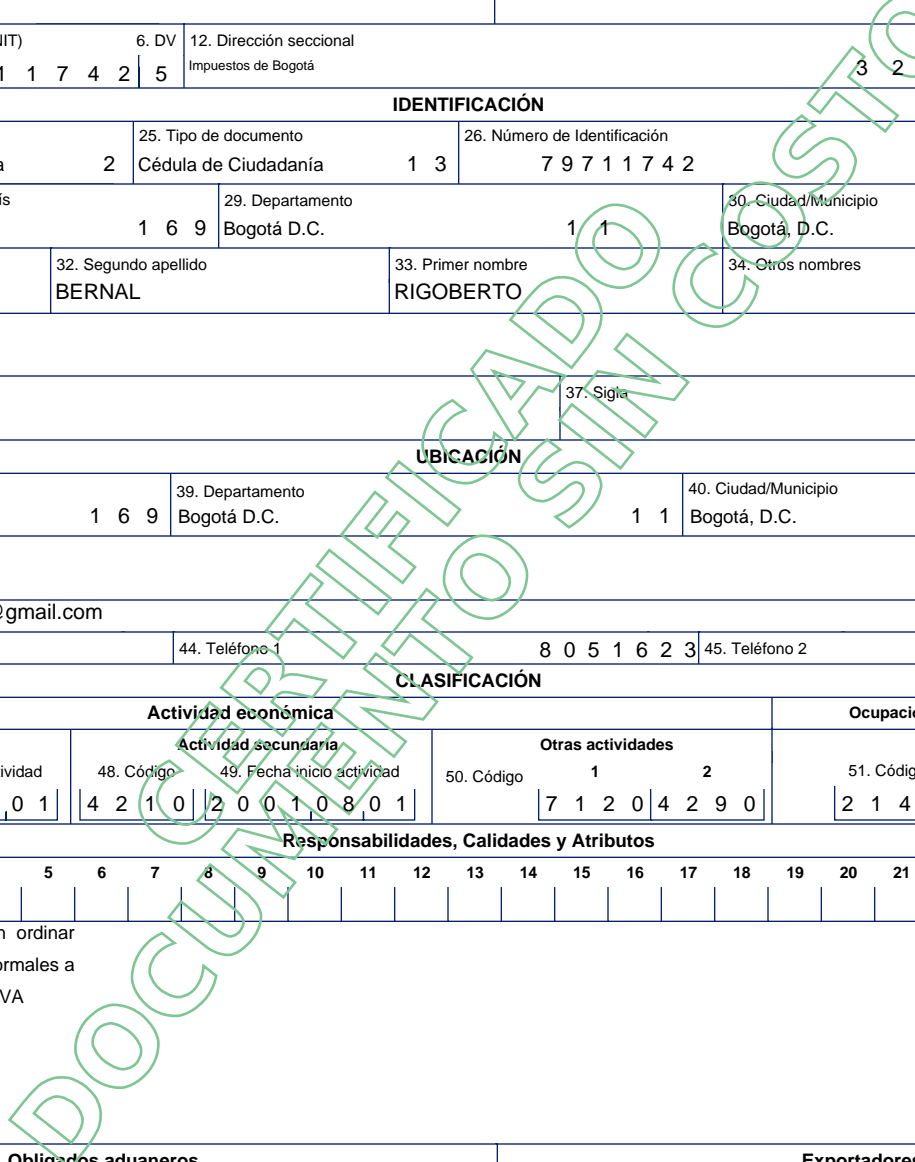 IIT) 6. DV 12. Dirección seccional
1 1 7 4 2 5 Impuestos de Bogotá 3 2
IDENTIFICACIÓN
25. Tipo de documento 26. Número de Identificación
a 2 Cédula de Ciudadanía 1 3 7 9 7 1 1 7 4 2
ís 29. Departamento 30. Ciudad/Municipio
1 6 9 Bogotá D.C. 1 1 Bogotá, D.C.
32. Segundo apellido 33. Primer nombre 34. Otros nombres
BERNAL RIGOBERTO
37. Sigla
UBICACIÓN
39. Departamento 40. Ciudad/Municipio
1 6 9 Bogotá D.C. 1 1 Bogotá, D.C.
@gmail.com
44. Teléfono 1 8 0 5 1 6 2 3 45. Teléfono 2
CLASIFICACIÓN
Actividad económica Ocupació
Actividad secundaria Otras actividades
ividad 48. Código 49. Fecha inicio actividad 50. Código 1 2 51. Códig
0 1 4 2 1 0 2 0 0 1 0 8 0 1 7 1 2 0 4 2 9 0 2 1 4
Responsabilidades, Calidades y Atributos
5 6 7 8 9 10 11 12 13 14 15 16 17 18 19 20 21
n ordinar
ormales a
VA
Obligados aduaneros Exportadores
CERTIFICADO
DOCUMENTO SIN COSTO